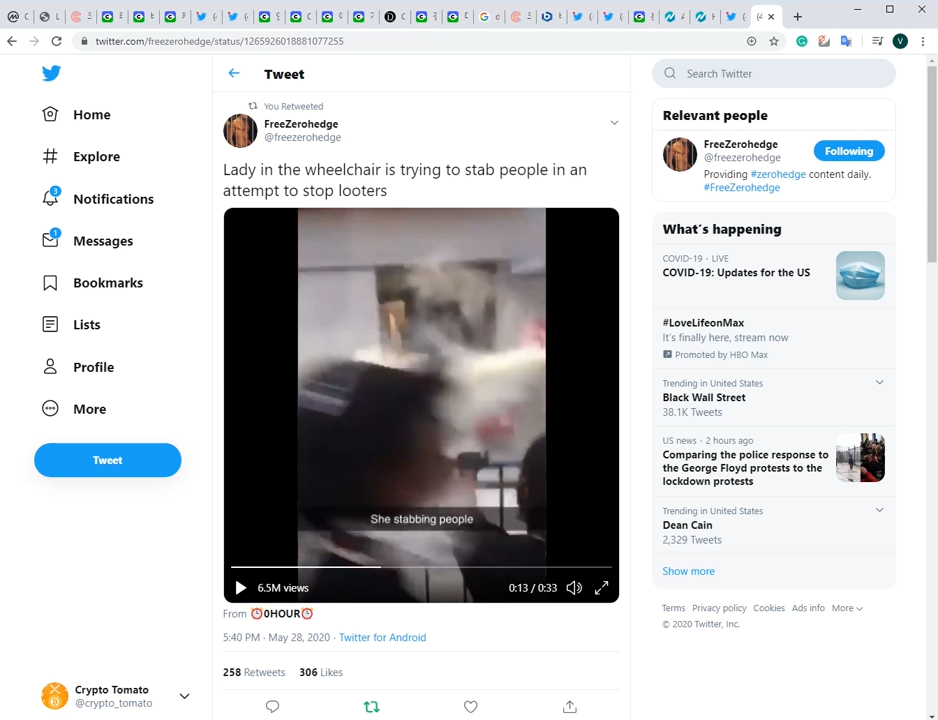 twitter.com/freezerohedge/status/1265926018881077255
Home
Explore
3
Notifications
1
Messages
Bookmarks
Lists
Profile
More
Tweet
Crypto Tomato
@crypto_tomato
Tweet
You Retweeted
FreeZerohedge
@freezerohedge
Lady in the wheelchair is trying to stab people in an
attempt to stop looters
She stabbing people
6.5M views
0:13 / 0:33
From ⏰0HOUR⏰
5:40 PM · May 28, 2020 · Twitter for Android
258 Retweets 306 Likes
Search Twitter
Relevant people
FreeZerohedge
@freezerohedge
Following
Providing #zerohedge content daily.
#FreeZerohedge
What's happening
COVID-19 · LIVE
COVID-19: Updates for the US
#LoveLifeonMax
It's finally here, stream now
Promoted by HBO Max
Trending in United States
Black Wall Street
38.1K Tweets
US news · 2 hours ago
Comparing the police response to
the George Floyd protests to the
lockdown protests
Trending in United States
Dean Cain
2,329 Tweets
Show more
Terms Privacy policy Cookies Ads info More
© 2020 Twitter, Inc.